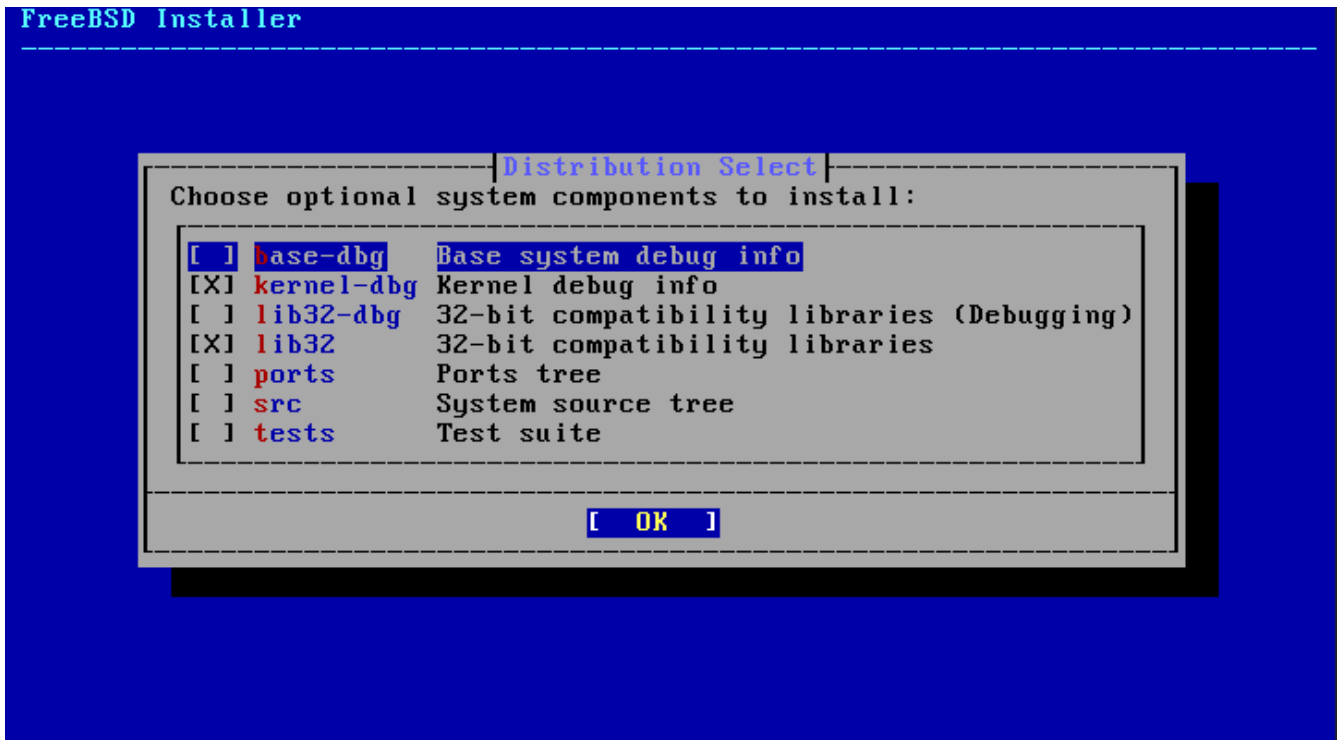 FreeBSD Installer
Distribution Select
Choose optional system components to install:
[ ] base-dbg Base system debug info
[X] kernel-dbg Kernel debug info
[ ] lib32-dbg 32-bit compatibility libraries (Debugging)
[X] lib32 32-bit compatibility libraries
[ ] ports Ports tree
[ ] src System source tree
[ ] tests Test suite
[ OK ]